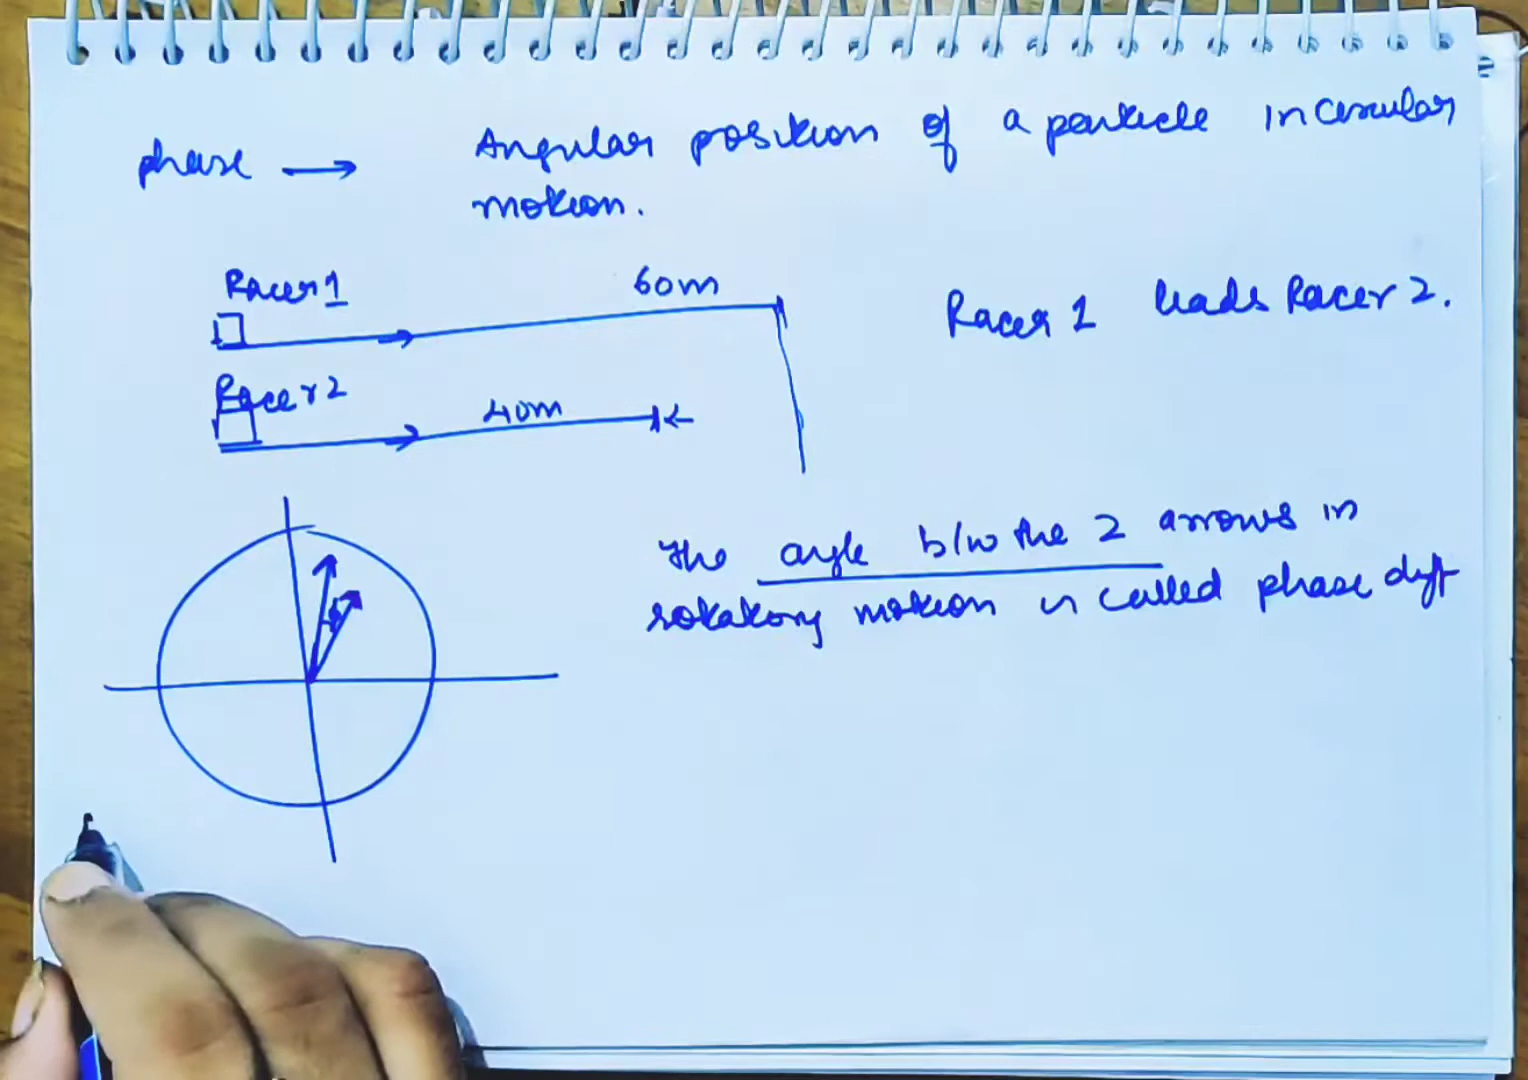 phase → Angular position of a particle in circular
motion.
Racer 1
60m
Racer 1 leads Racer 2.
Racer 2
40m
The angle b/w the 2 arrows in
rotatory motion is called phase diff
ϕ